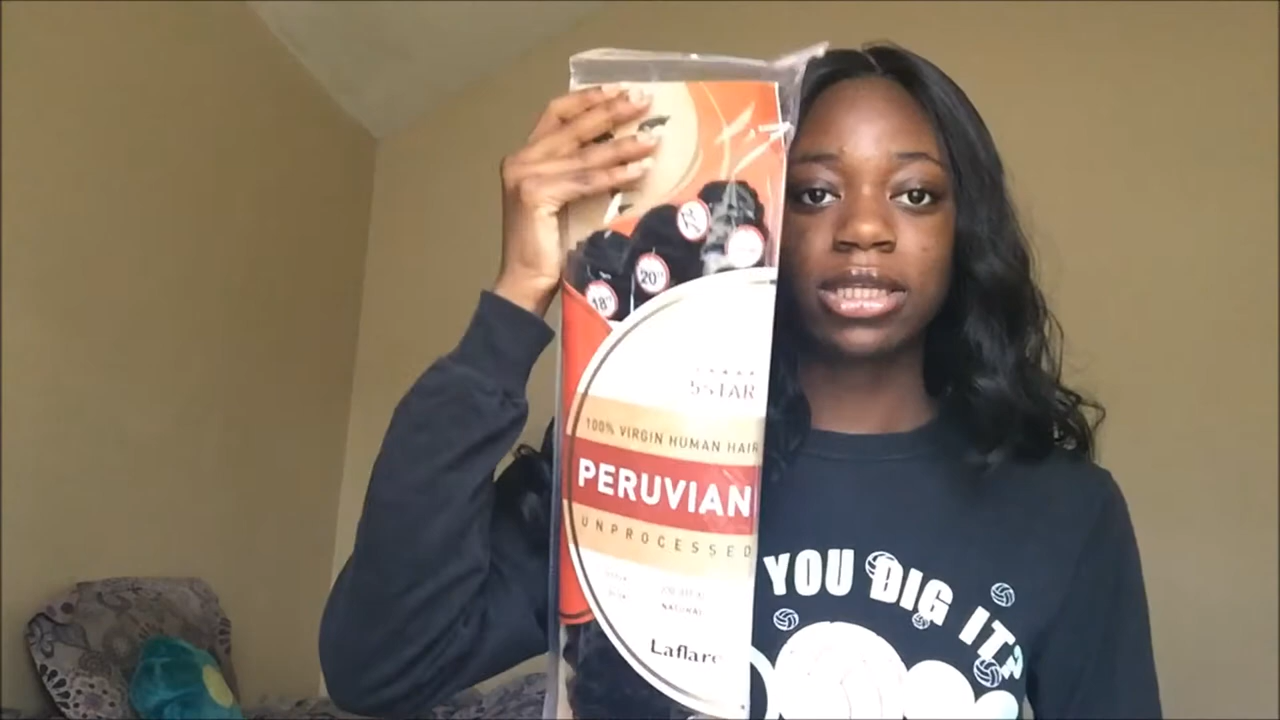 20"
18"
5STAR
100% VIRGIN HUMAN HAIR
PERUVIAN
UNPROCESSED
NATURAL
Laflare
YOU DIG IT?